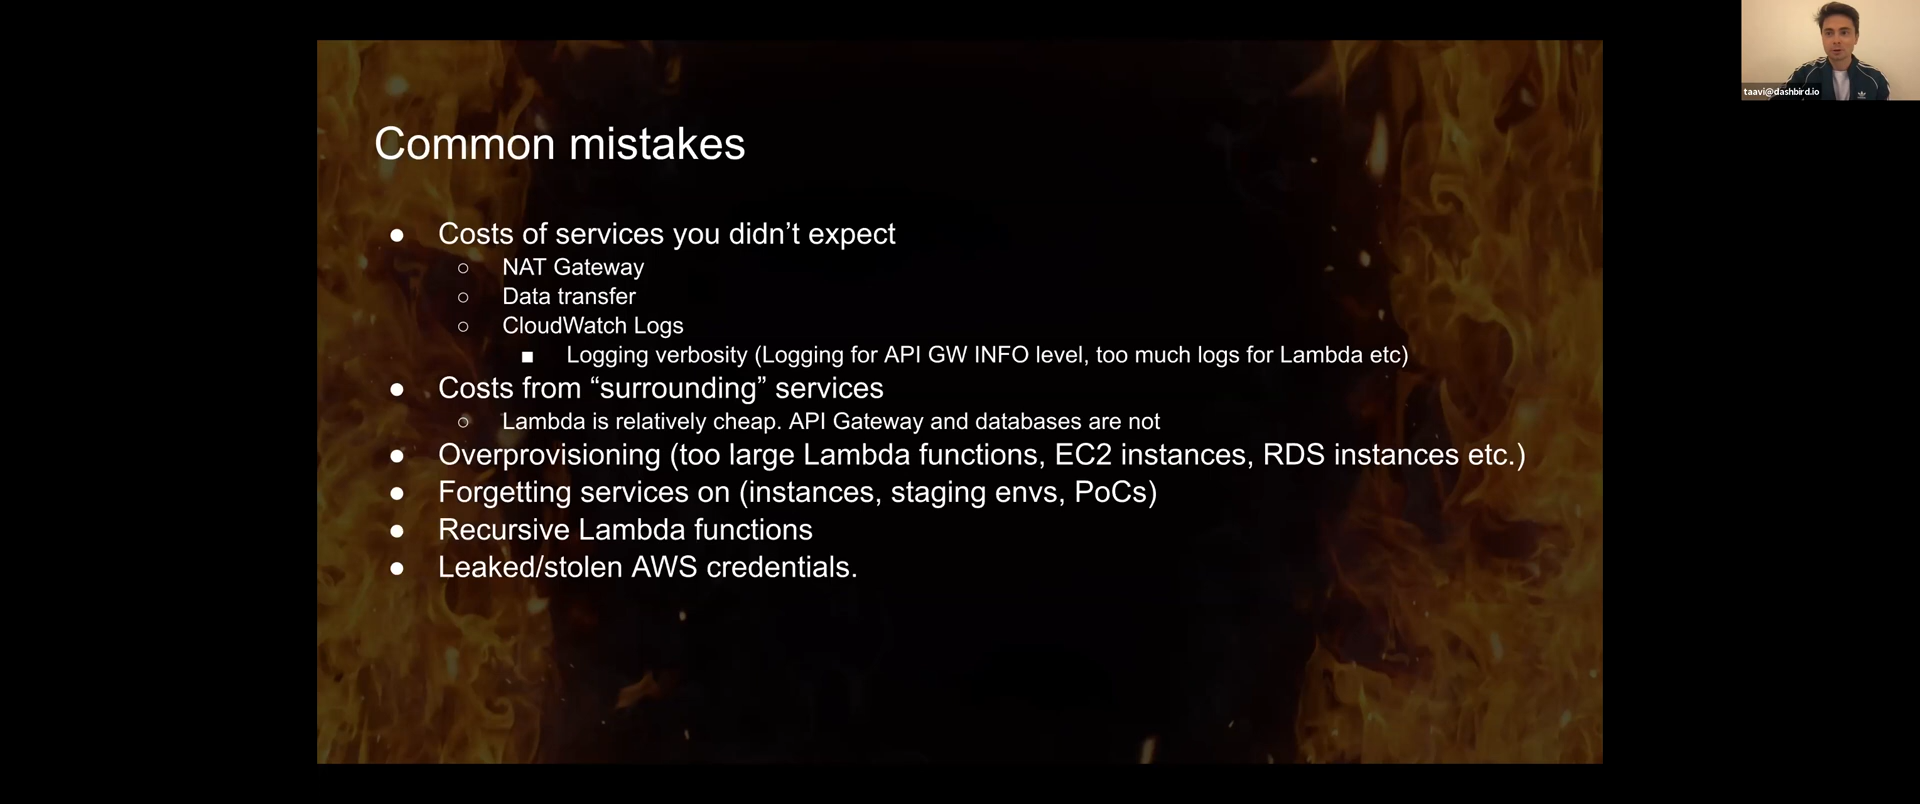 taavi@dashbird.io
Common mistakes
● Costs of services you didn’t expect
○ NAT Gateway
○ Data transfer
○ CloudWatch Logs
■ Logging verbosity (Logging for API GW INFO level, too much logs for Lambda etc)
● Costs from “surrounding” services
○ Lambda is relatively cheap. API Gateway and databases are not
● Overprovisioning (too large Lambda functions, EC2 instances, RDS instances etc.)
● Forgetting services on (instances, staging envs, PoCs)
● Recursive Lambda functions
● Leaked/stolen AWS credentials.